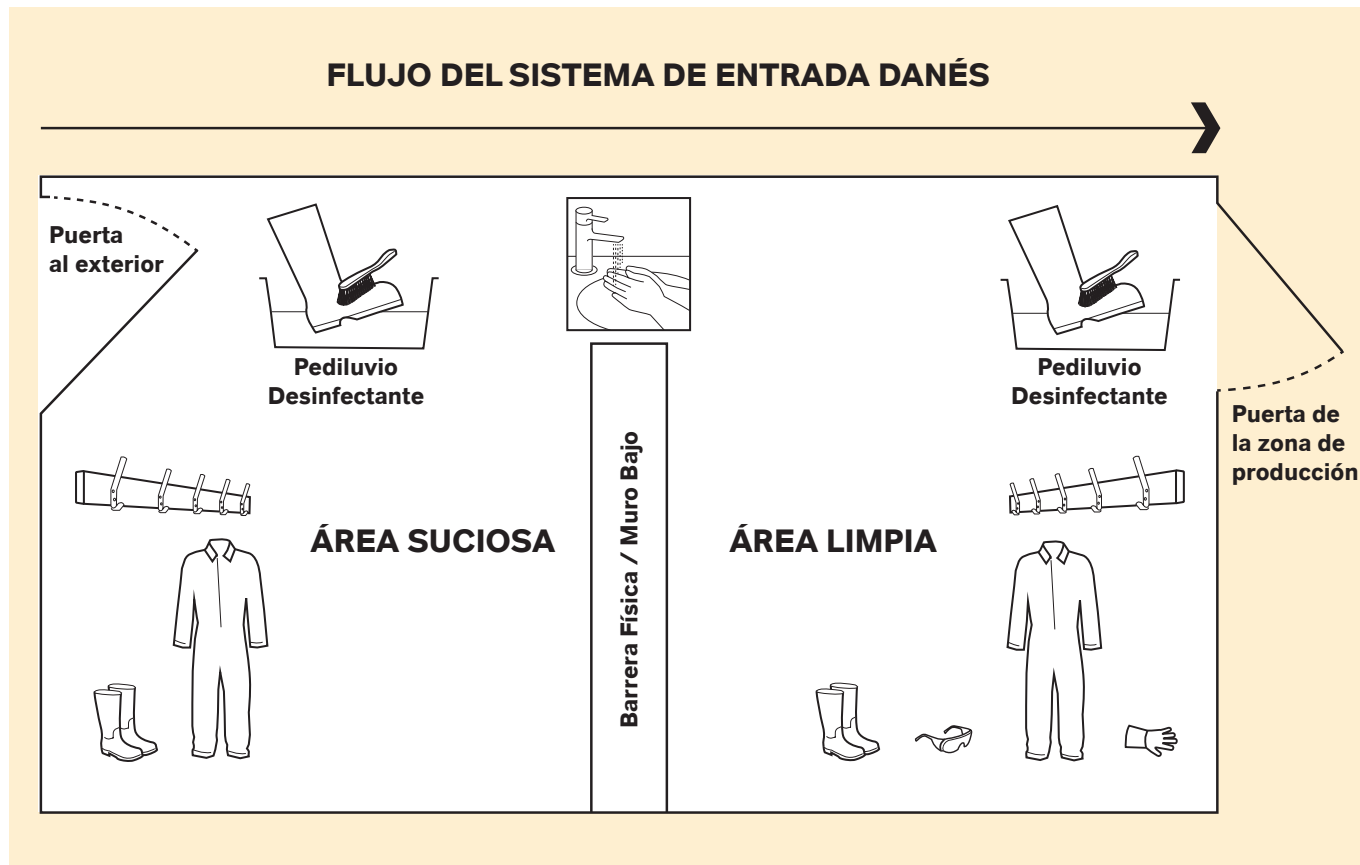 FLUJO DEL SISTEMA DE ENTRADA DANÉS
Puerta
al exterior
Pediluvio
Desinfectante
Pediluvio
Desinfectante
Puerta de
la zona de
producción
ÁREA SUCIOSA
Barrera Física / Muro Bajo
ÁREA LIMPIA